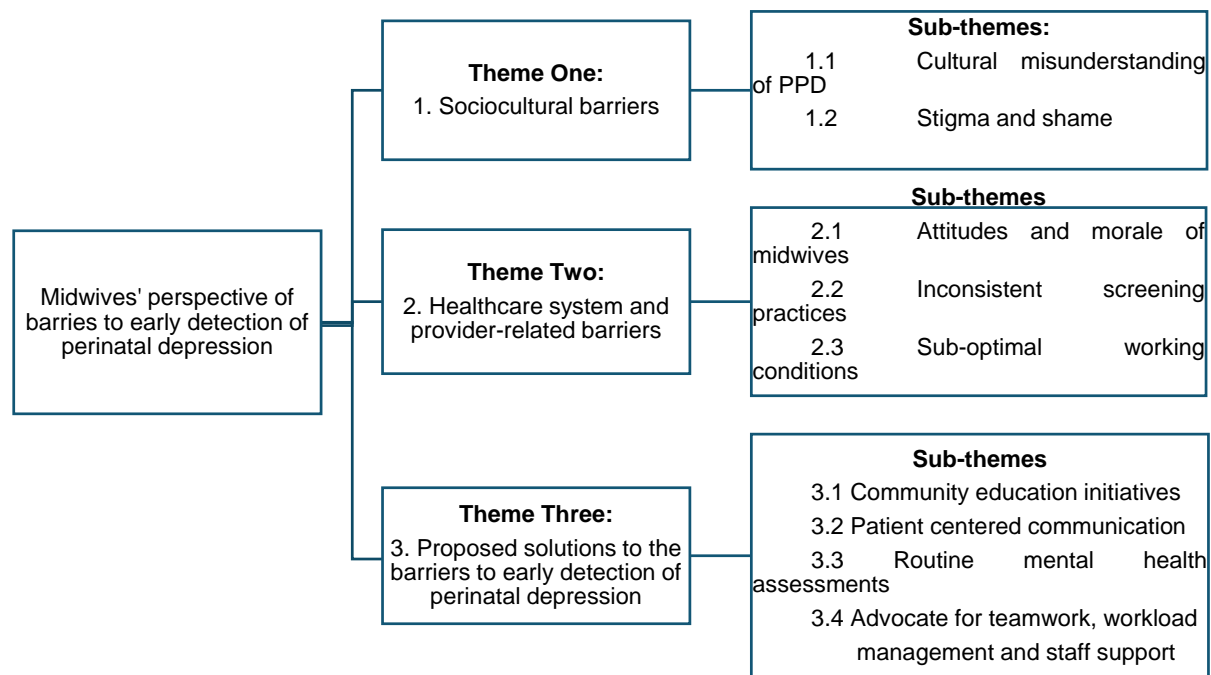 Midwives' perspective of
barries to early detection of
perinatal depression
Theme One:
1. Sociocultural barriers
Sub-themes:
1.1 Cultural misunderstanding
of PPD
1.2 Stigma and shame
Theme Two:
2. Healthcare system and
provider-related barriers
Sub-themes
2.1 Attitudes and morale of
midwives
2.2 Inconsistent screening
practices
2.3 Sub-optimal working
conditions
Theme Three:
3. Proposed solutions to the
barriers to early detection of
perinatal depression
Sub-themes
3.1 Community education initiatives
3.2 Patient centered communication
3.3 Routine mental health
assessments
3.4 Advocate for teamwork, workload
management and staff support